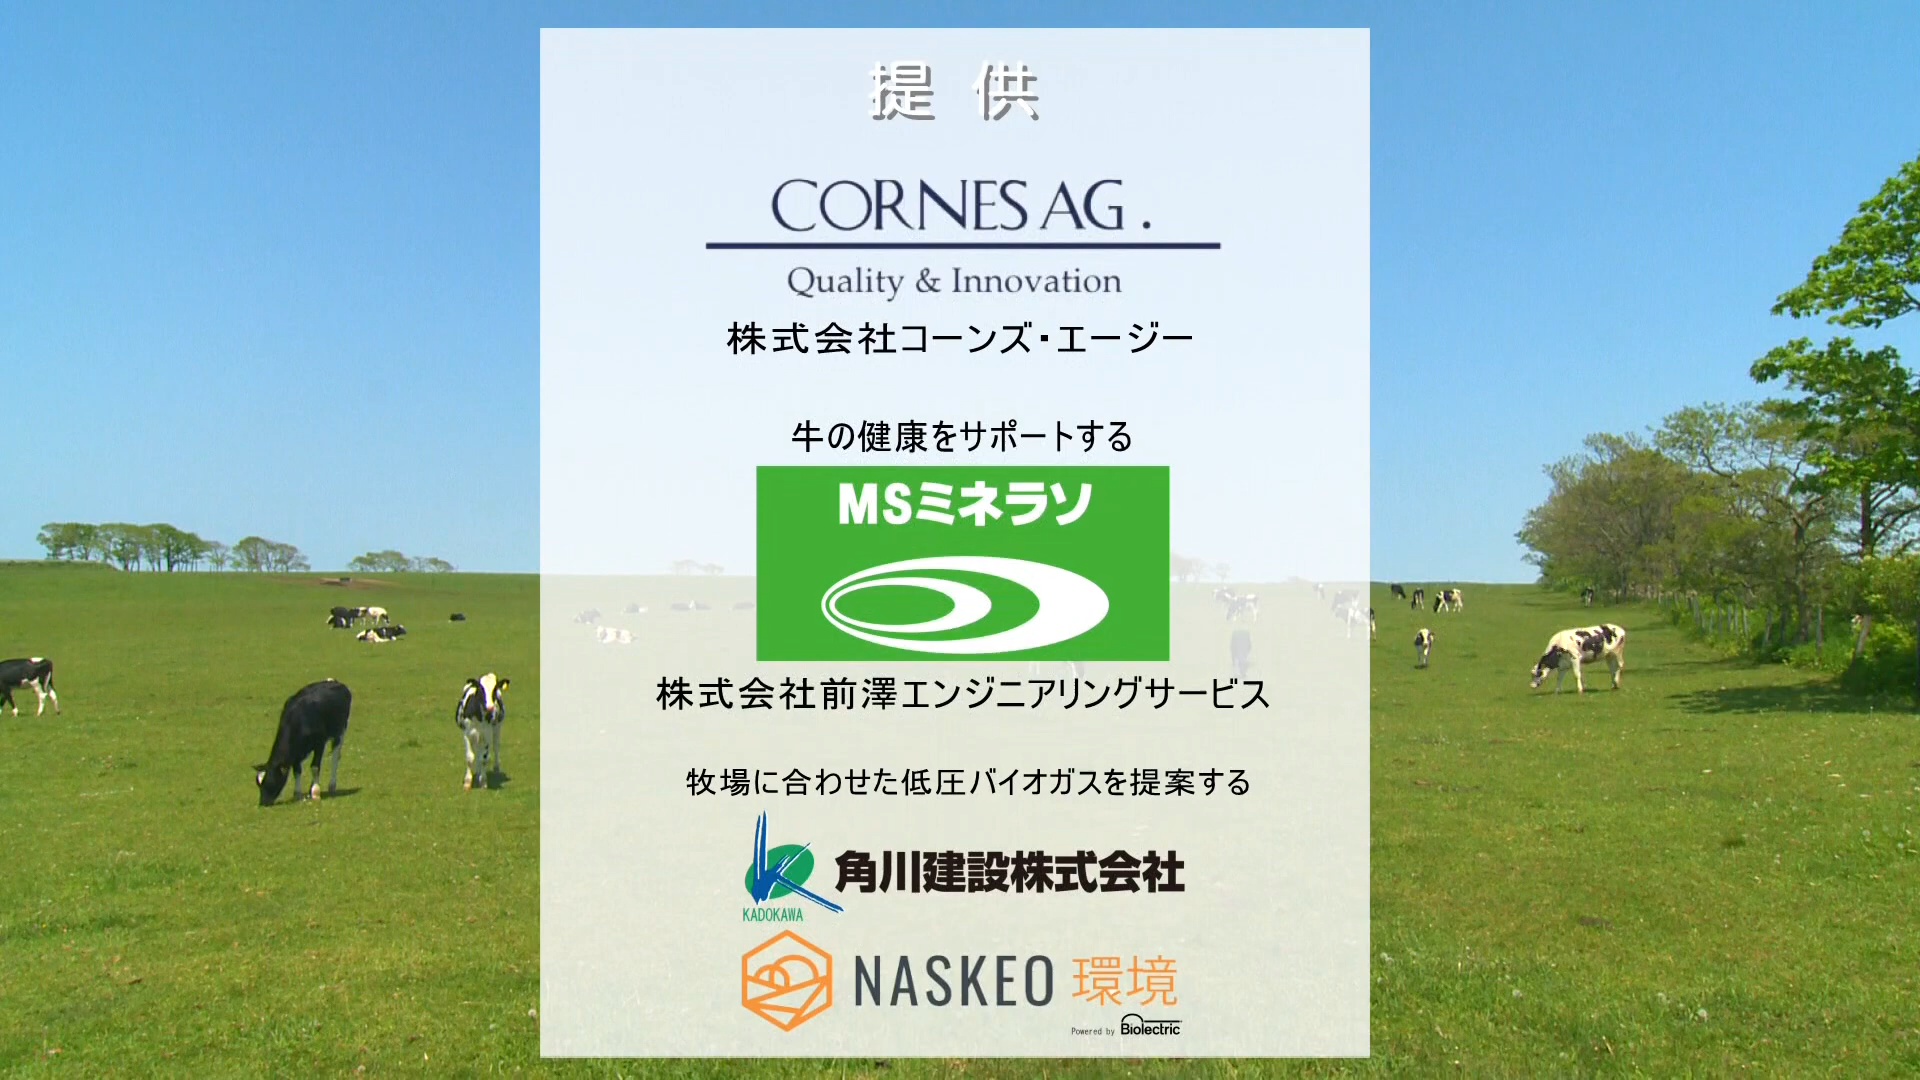 提供
CORNES AG.
Quality & Innovation
株式会社コーンズ・エージー
牛の健康をサポートする
MSミネラソ
株式会社前澤エンジニアリングサービス
牧場に合わせた低圧バイオガスを提案する
KADOKAWA
角川建設株式会社
NASKEO 環境
Powered by Biolectric